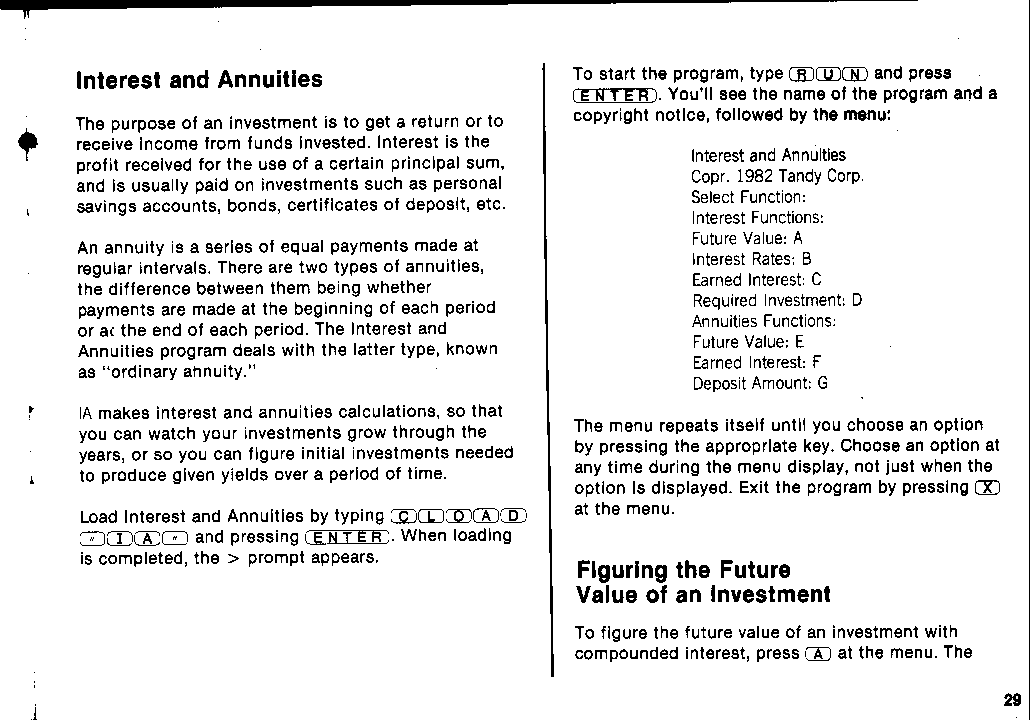 Interest and Annuities
The purpose of an investment is to get a return or to
receive income from funds invested. Interest is the
profit received for the use of a certain principal sum,
and is usually paid on investments such as personal
savings accounts, bonds, certificates of deposit, etc.
An annuity is a series of equal payments made at
regular intervals. There are two types of annuities,
the difference between them being whether
payments are made at the beginning of each period
or at the end of each period. The Interest and
Annuities program deals with the latter type, known
as "ordinary annuity."
IA makes interest and annuities calculations, so that
you can watch your investments grow through the
years, or so you can figure initial investments needed
to produce given yields over a period of time.
Load Interest and Annuities by typing C L O A D
" I A " and pressing ENTER. When loading
is completed, the > prompt appears.
To start the program, type R U N and press
ENTER. You'll see the name of the program and a
copyright notice, followed by the menu:
Interest and Annuities
Copr. 1982 Tandy Corp.
Select Function:
Interest Functions:
Future Value: A
Interest Rates: B
Earned Interest: C
Required Investment: D
Annuities Functions:
Future Value: E
Earned Interest: F
Deposit Amount: G
The menu repeats itself until you choose an option
by pressing the appropriate key. Choose an option at
any time during the menu display, not just when the
option is displayed. Exit the program by pressing X
at the menu.
Figuring the Future
Value of an Investment
To figure the future value of an investment with
compounded interest, press A at the menu. The
29